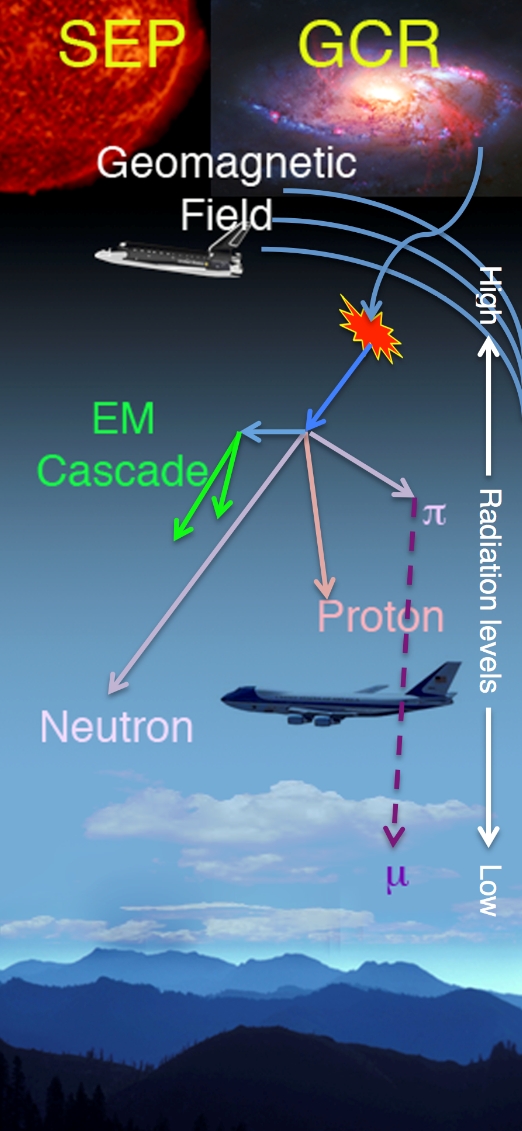 SEP
GCR
Geomagnetic
Field
High
EM
Cascade
π
Radiation levels
Proton
Neutron
μ
Low